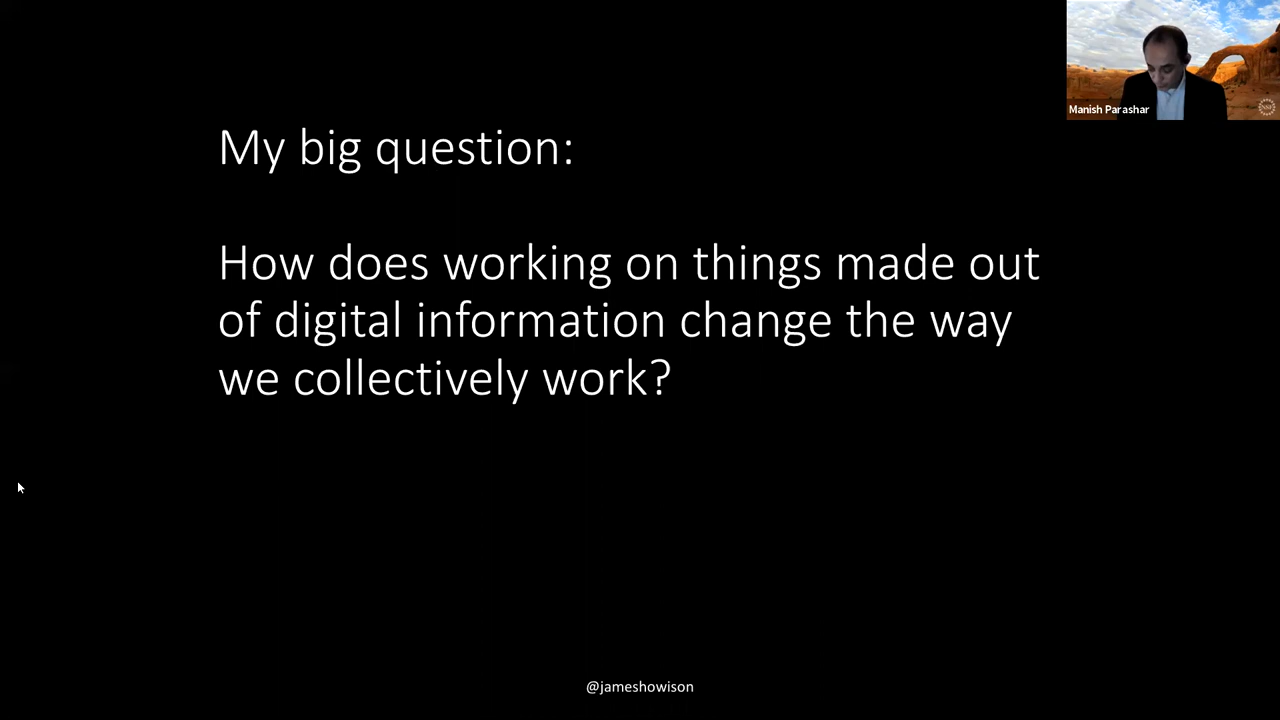 Manish Parashar
My big question:
How does working on things made out
of digital information change the way
we collectively work?
@jameshowison